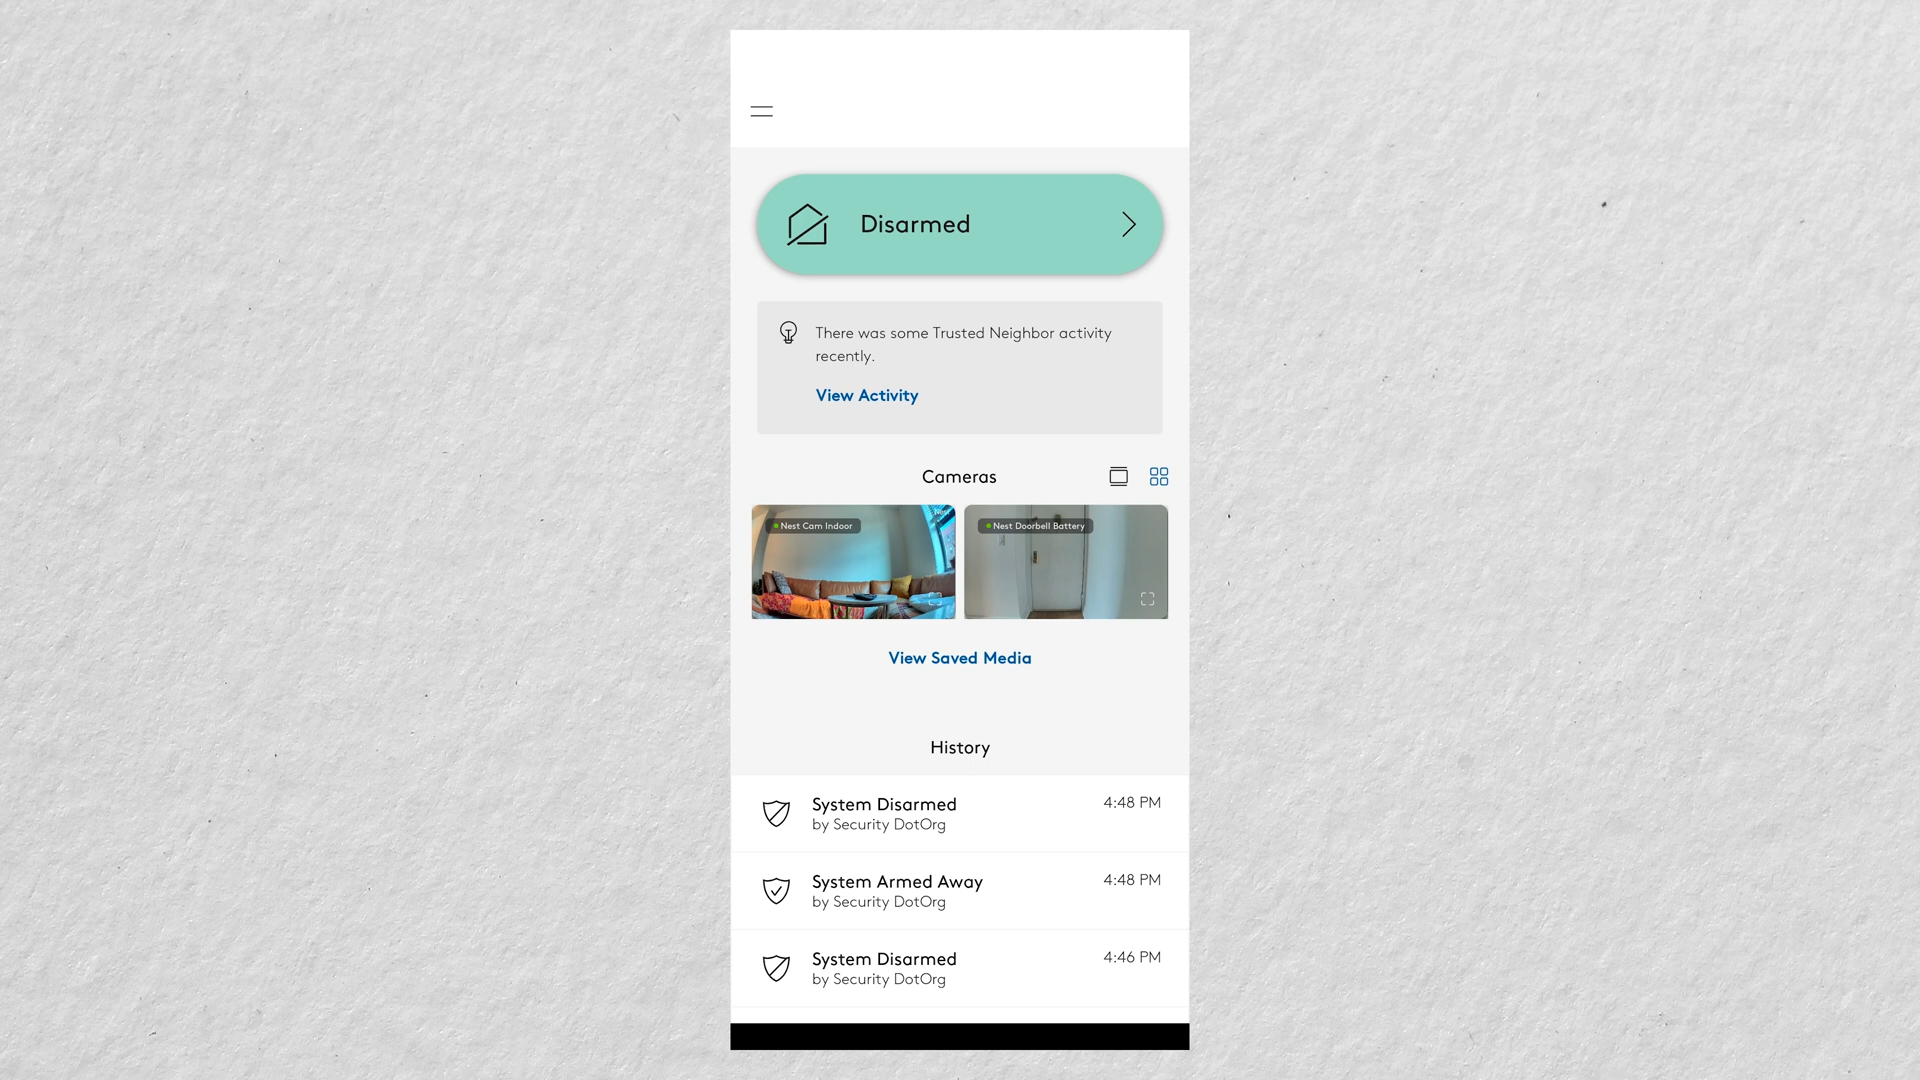 Disarmed
There was some Trusted Neighbor activity
recently.
View Activity
Cameras
Nest Cam Indoor
Nest
Nest Doorbell Battery
View Saved Media
History
System Disarmed
4:48 PM
by Security DotOrg
System Armed Away
4:48 PM
by Security DotOrg
System Disarmed
4:46 PM
by Security DotOrg